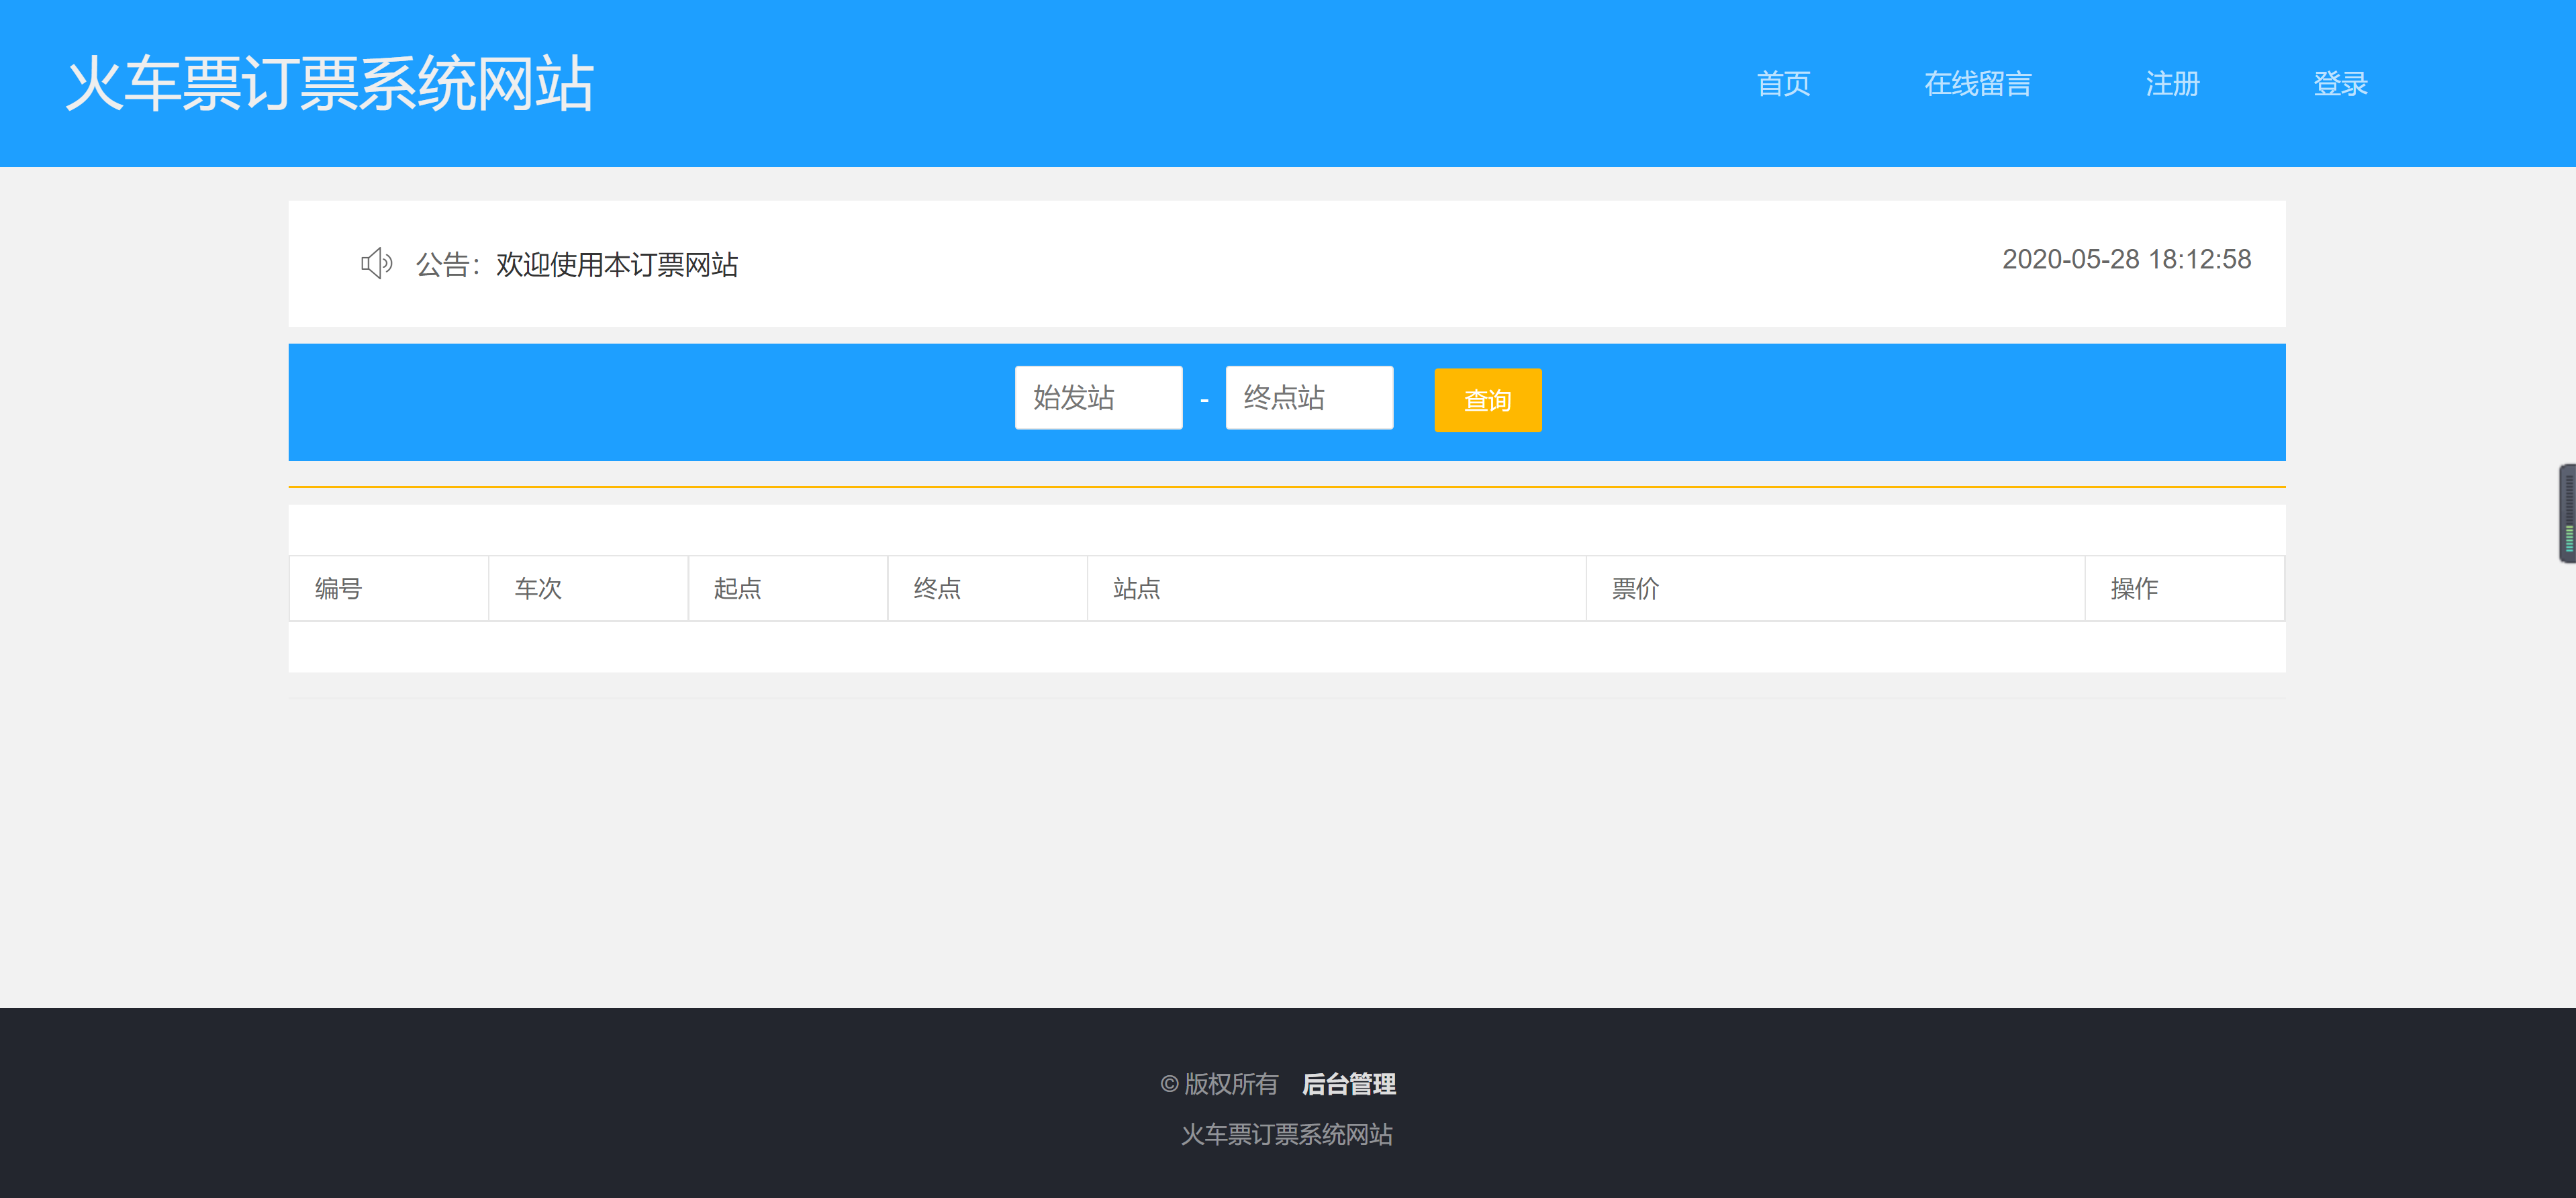 火车票订票系统网站 首页 在线留言 注册 登录
公告：欢迎使用本订票网站 2020-05-28 18:12:58
始发站 - 终点站 查询
编号 车次 起点 终点 站点 票价 操作
© 版权所有 后台管理
火车票订票系统网站